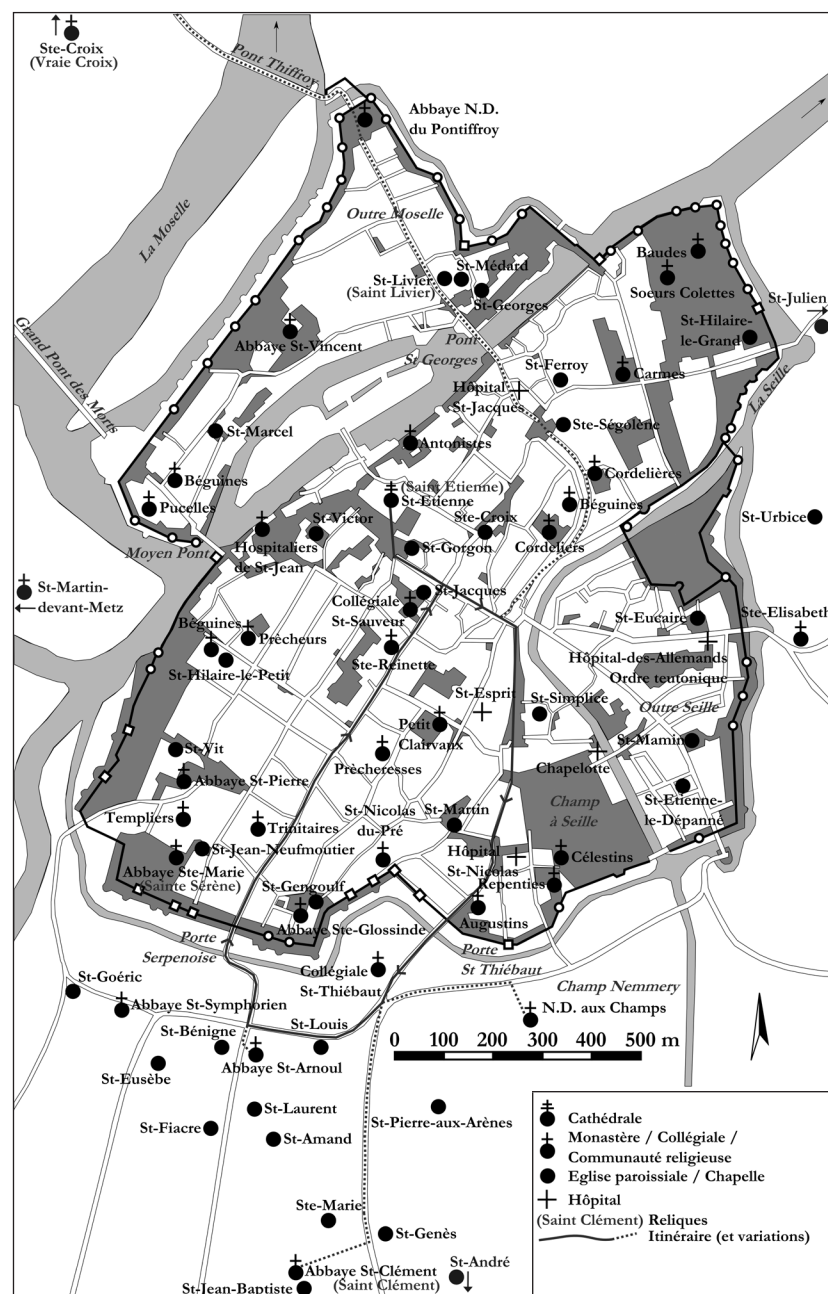 Ste-Croix
(Vraie Croix)
Pont Thiffroy
Abbaye N.D.
du Pontiffroy
La Moselle
Outre Moselle
St-Livier
(Saint Livier)
St-Médard
St-Georges
Baudes
Soeurs Colettes
St-Julien
St-Hilaire-
le-Grand
Abbaye St-Vincent
Pont
St Georges
Grand Pont des Morts
La Seille
St-Ferroy
Carmes
Hôpital
St-Jacques
St-Marcel
Antonistes
Ste-Ségolène
Béguines
Cordelières
(Saint Etienne)
St-Etienne
Pucelles
Béguines
St-Urbice
Moyen Pont
Hospitaliers
de St-Jean
St-Victor
Ste-Croix
Cordeliers
St-Gorgon
St-Martin-
devant-Metz
St-Jacques
Collégiale
St-Sauveur
St-Eucaire
Ste-Elisabeth
Béguines
Prêcheurs
St-Hilaire-le-Petit
Ste-Reinette
Hôpital-des-Allemands
Ordre teutonique
St-Esprit
St-Simplice
Outre Seille
Petit
Clairvaux
St-Mamin
St-Vit
Prècheresses
Chapelotte
Abbaye St-Pierre
St-Etienne-
le-Dépanné
Templiers
Trinitaires
St-Nicolas
du-Pré
St-Martin
Champ
à Seille
St-Jean-Neufmoutier
Abbaye Ste-Marie
(Sainte Sérène)
Hôpital
St-Nicolas
Célestins
Repenties
St-Gengoulf
Abbaye Ste-Glossinde
Augustins
Porte
Serpenoise
Porte
St Thiébaut
Collégiale
St-Thiébaut
Champ Nemmery
St-Goéric
Abbaye St-Symphorien
N.D. aux Champs
St-Bénigne
St-Louis
Abbaye St-Arnoul
0 100 200 300 400 500 m
St-Eusèbe
St-Laurent
St-Pierre-aux-Arènes
St-Fiacre
St-Amand
Ste-Marie
St-Genès
Abbaye St-Clément
(Saint Clément)
St-André
St-Jean-Baptiste
Cathédrale
Monastère / Collégiale /
Communauté religieuse
Eglise paroissiale / Chapelle
Hôpital
(Saint Clément) Reliques
Itinéraire (et variations)